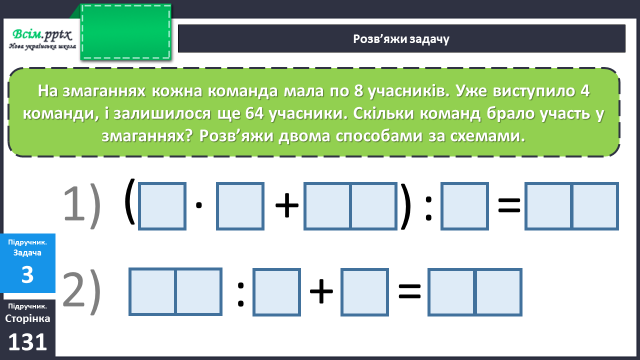 Всім.pptx
Нова українська школа
Розв’яжи задачу
На змаганнях кожна команда мала по 8 учасників. Уже виступило 4
команди, і залишилося ще 64 учасники. Скільки команд брало участь у
змаганнях? Розв’яжи двома способами за схемами.
1) ( · + ) : =
Підручник.
Задача
3
2) : + =
Підручник.
Сторінка
131